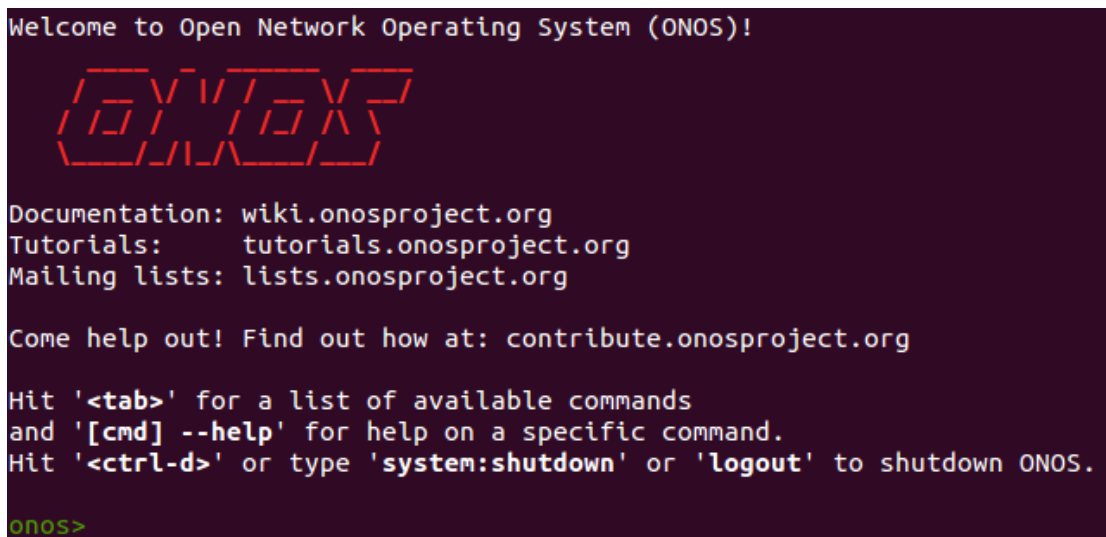 Welcome to Open Network Operating System (ONOS)!
ONOS
Documentation: wiki.onosproject.org
Tutorials: tutorials.onosproject.org
Mailing lists: lists.onosproject.org
Come help out! Find out how at: contribute.onosproject.org
Hit '<tab>' for a list of available commands
and '[cmd] --help' for help on a specific command.
Hit '<ctrl-d>' or type 'system:shutdown' or 'logout' to shutdown ONOS.
onos>